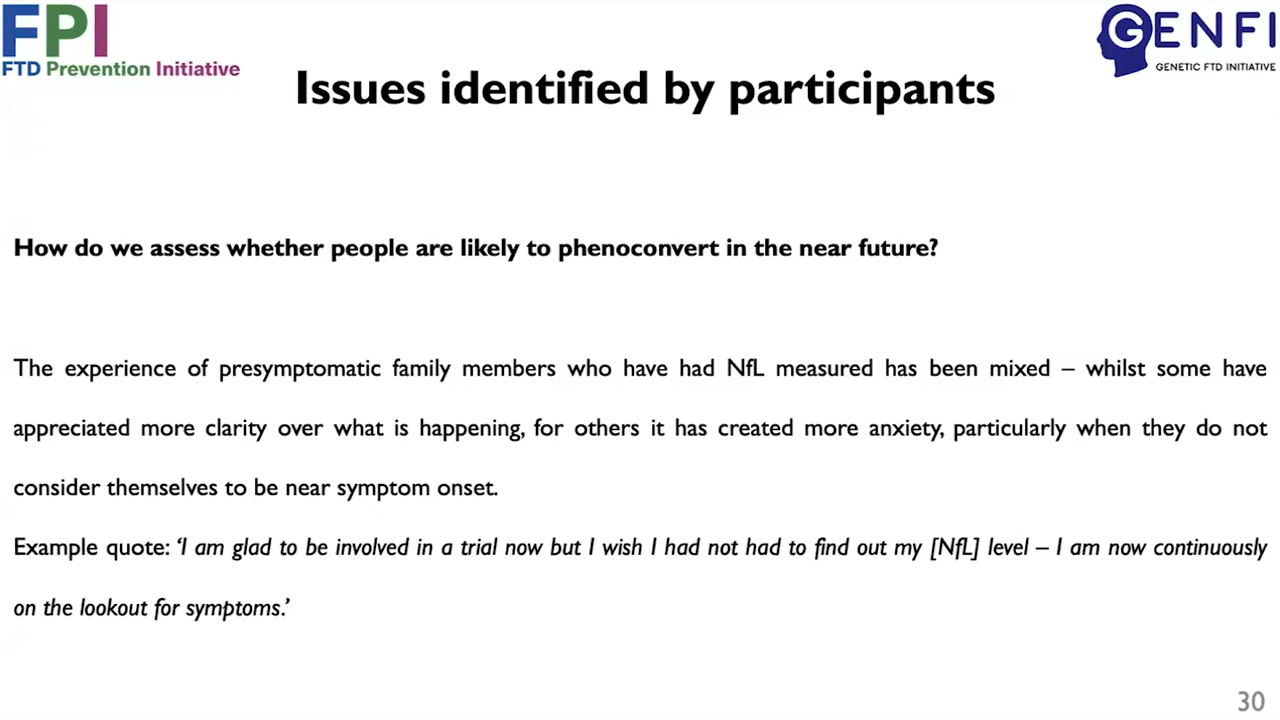 FPI
FTD Prevention Initiative
GENFI
GENETIC FTD INITIATIVE
Issues identified by participants
How do we assess whether people are likely to phenoconvert in the near future?
The experience of presymptomatic family members who have had NfL measured has been mixed – whilst some have
appreciated more clarity over what is happening, for others it has created more anxiety, particularly when they do not
consider themselves to be near symptom onset.
Example quote: ‘I am glad to be involved in a trial now but I wish I had not had to find out my [NfL] level – I am now continuously
on the lookout for symptoms.’
30